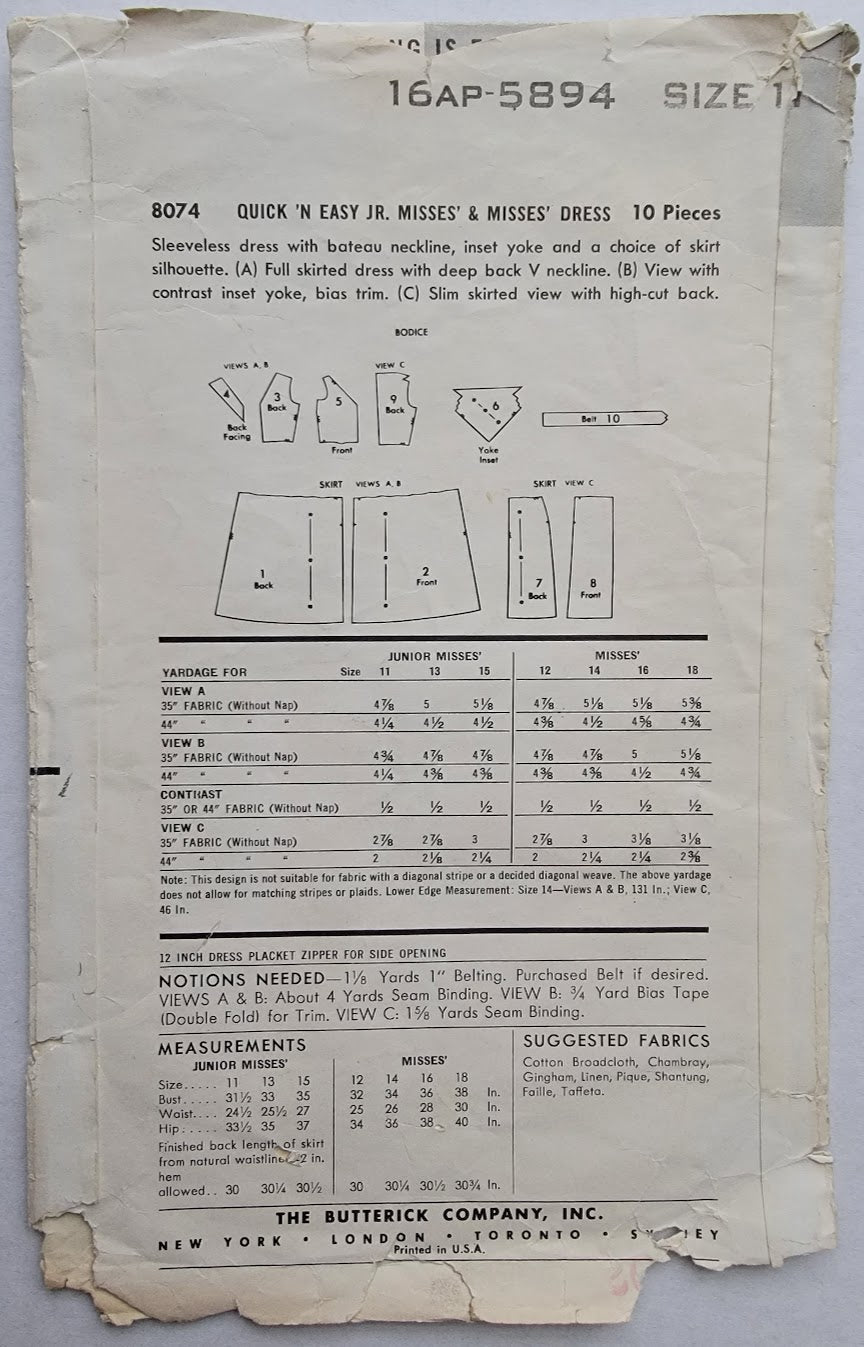 16AP-5894 SIZE
8074 QUICK 'N EASY JR. MISSES' & MISSES' DRESS 10 Pieces
Sleeveless dress with bateau neckline, inset yoke and a choice of skirt
silhouette. (A) Full skirted dress with deep back V neckline. (B) View with
contrast inset yoke, bias trim. (C) Slim skirted view with high-cut back.
BODICE
VIEWS A, B VIEW C
4 Back Facing
3 Back
5 Front
9 Back
6 Yoke Inset
Belt 10
SKIRT VIEWS A, B SKIRT VIEW C
1 Back
2 Front
7 Back
8 Front
JUNIOR MISSES' MISSES'
YARDAGE FOR Size 11 13 15 12 14 16 18
VIEW A
35" FABRIC (Without Nap) 4⅞ 5 5⅛ 4⅞ 5⅛ 5⅛ 5⅜
44" " " " 4¼ 4½ 4½ 4⅜ 4½ 4⅝ 4¾
VIEW B
35" FABRIC (Without Nap) 4¾ 4⅞ 4⅞ 4⅞ 4⅞ 5 5⅛
44" " " " 4¼ 4⅜ 4⅜ 4⅜ 4⅜ 4½ 4¾
CONTRAST
35" OR 44" FABRIC (Without Nap) ½ ½ ½ ½ ½ ½ ½
VIEW C
35" FABRIC (Without Nap) 2⅞ 2⅞ 3 2⅞ 3 3⅛ 3⅛
44" " " " 2 2⅛ 2¼ 2 2¼ 2¼ 2⅜
Note: This design is not suitable for fabric with a diagonal stripe or a decided diagonal weave. The above yardage
does not allow for matching stripes or plaids. Lower Edge Measurement: Size 14—Views A & B, 131 In.; View C,
46 In.
12 INCH DRESS PLACKET ZIPPER FOR SIDE OPENING
NOTIONS NEEDED—1⅛ Yards 1" Belting. Purchased Belt if desired.
VIEWS A & B: About 4 Yards Seam Binding. VIEW B: ¾ Yard Bias Tape
(Double Fold) for Trim. VIEW C: 1⅝ Yards Seam Binding.
MEASUREMENTS
JUNIOR MISSES' MISSES'
Size..... 11 13 15 12 14 16 18
Bust..... 31½ 33 35 32 34 36 38 In.
Waist.... 24½ 25½ 27 25 26 28 30 In.
Hip..... 33½ 35 37 34 36 38 40 In.
Finished back length of skirt
from natural waistline 2 in.
hem
allowed.. 30 30¼ 30½ 30 30¼ 30½ 30¾ In.
SUGGESTED FABRICS
Cotton Broadcloth, Chambray,
Gingham, Linen, Pique, Shantung,
Faille, Taffeta.
THE BUTTERICK COMPANY, INC.
NEW YORK • LONDON • TORONTO •
Printed in U.S.A.